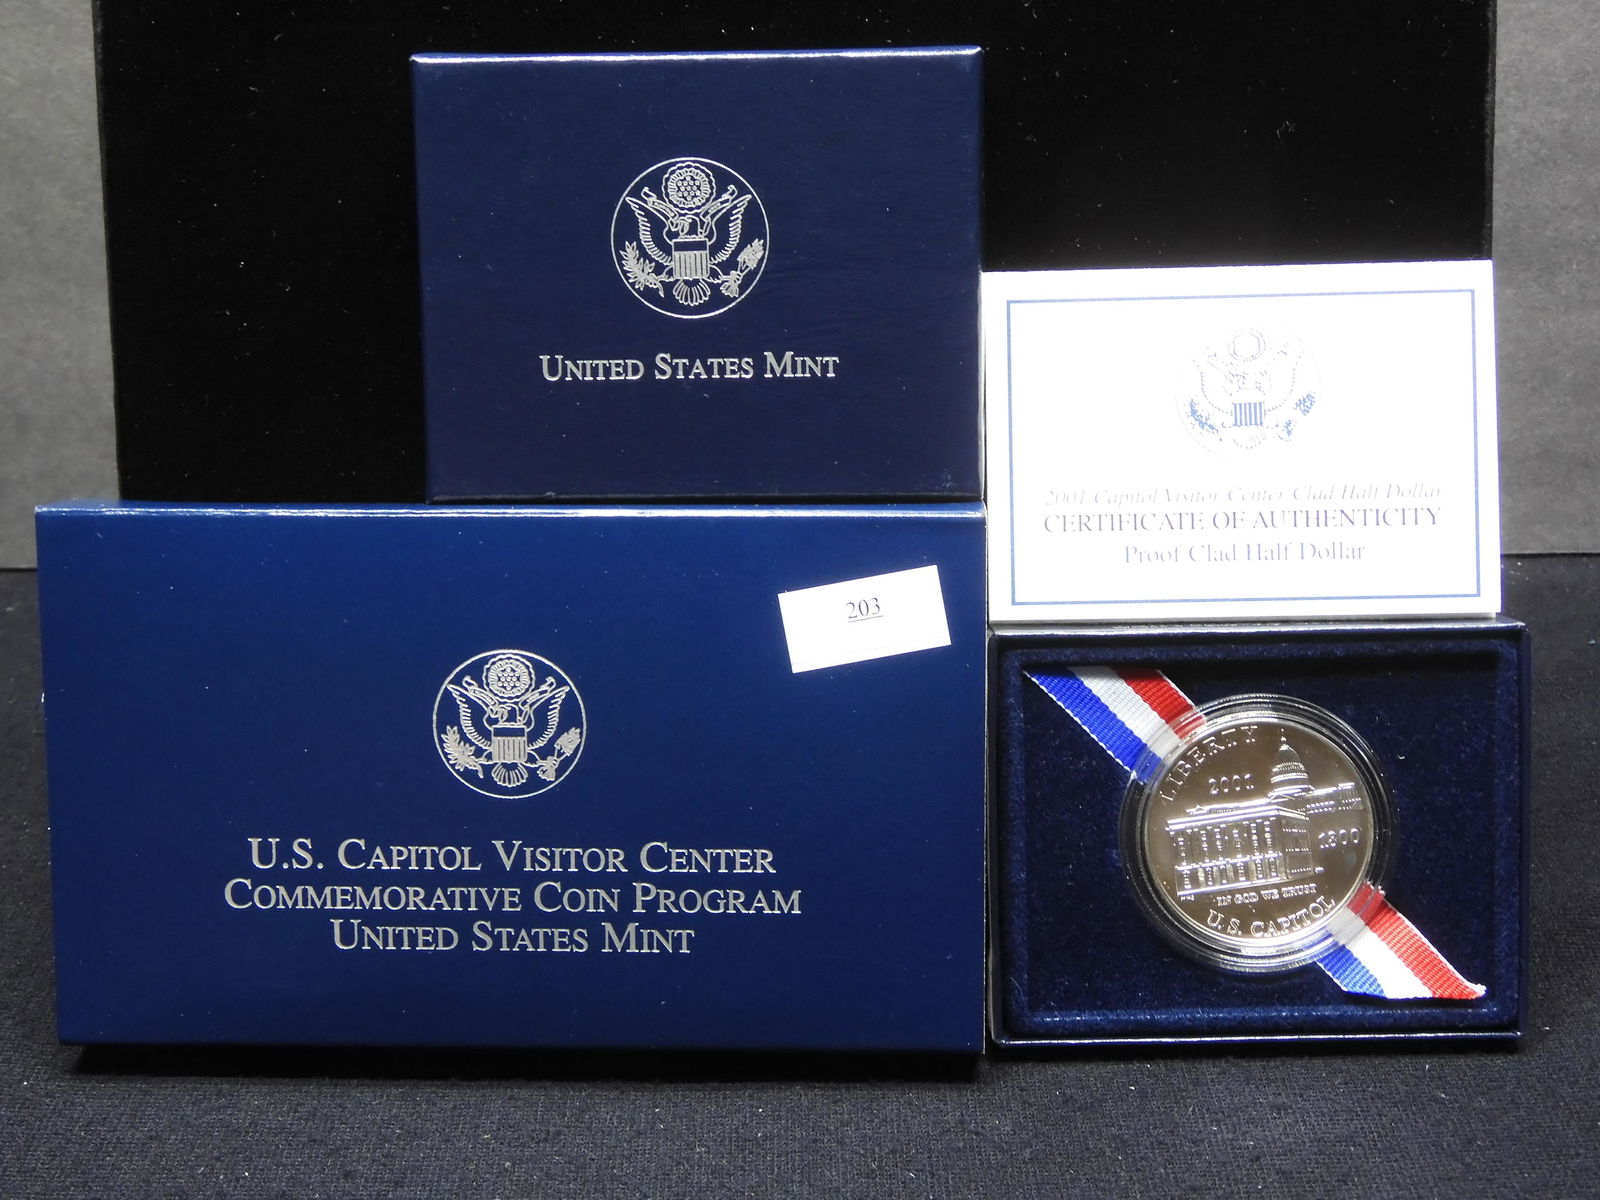 UNITED STATES MINT
2001 Capitol Visitor Center Clad Half Dollar
CERTIFICATE OF AUTHENTICITY
Proof Clad Half Dollar
203
U.S. CAPITOL VISITOR CENTER
COMMEMORATIVE COIN PROGRAM
UNITED STATES MINT
LIBERTY
2001
1800
IN GOD WE TRUST
U.S. CAPITOL